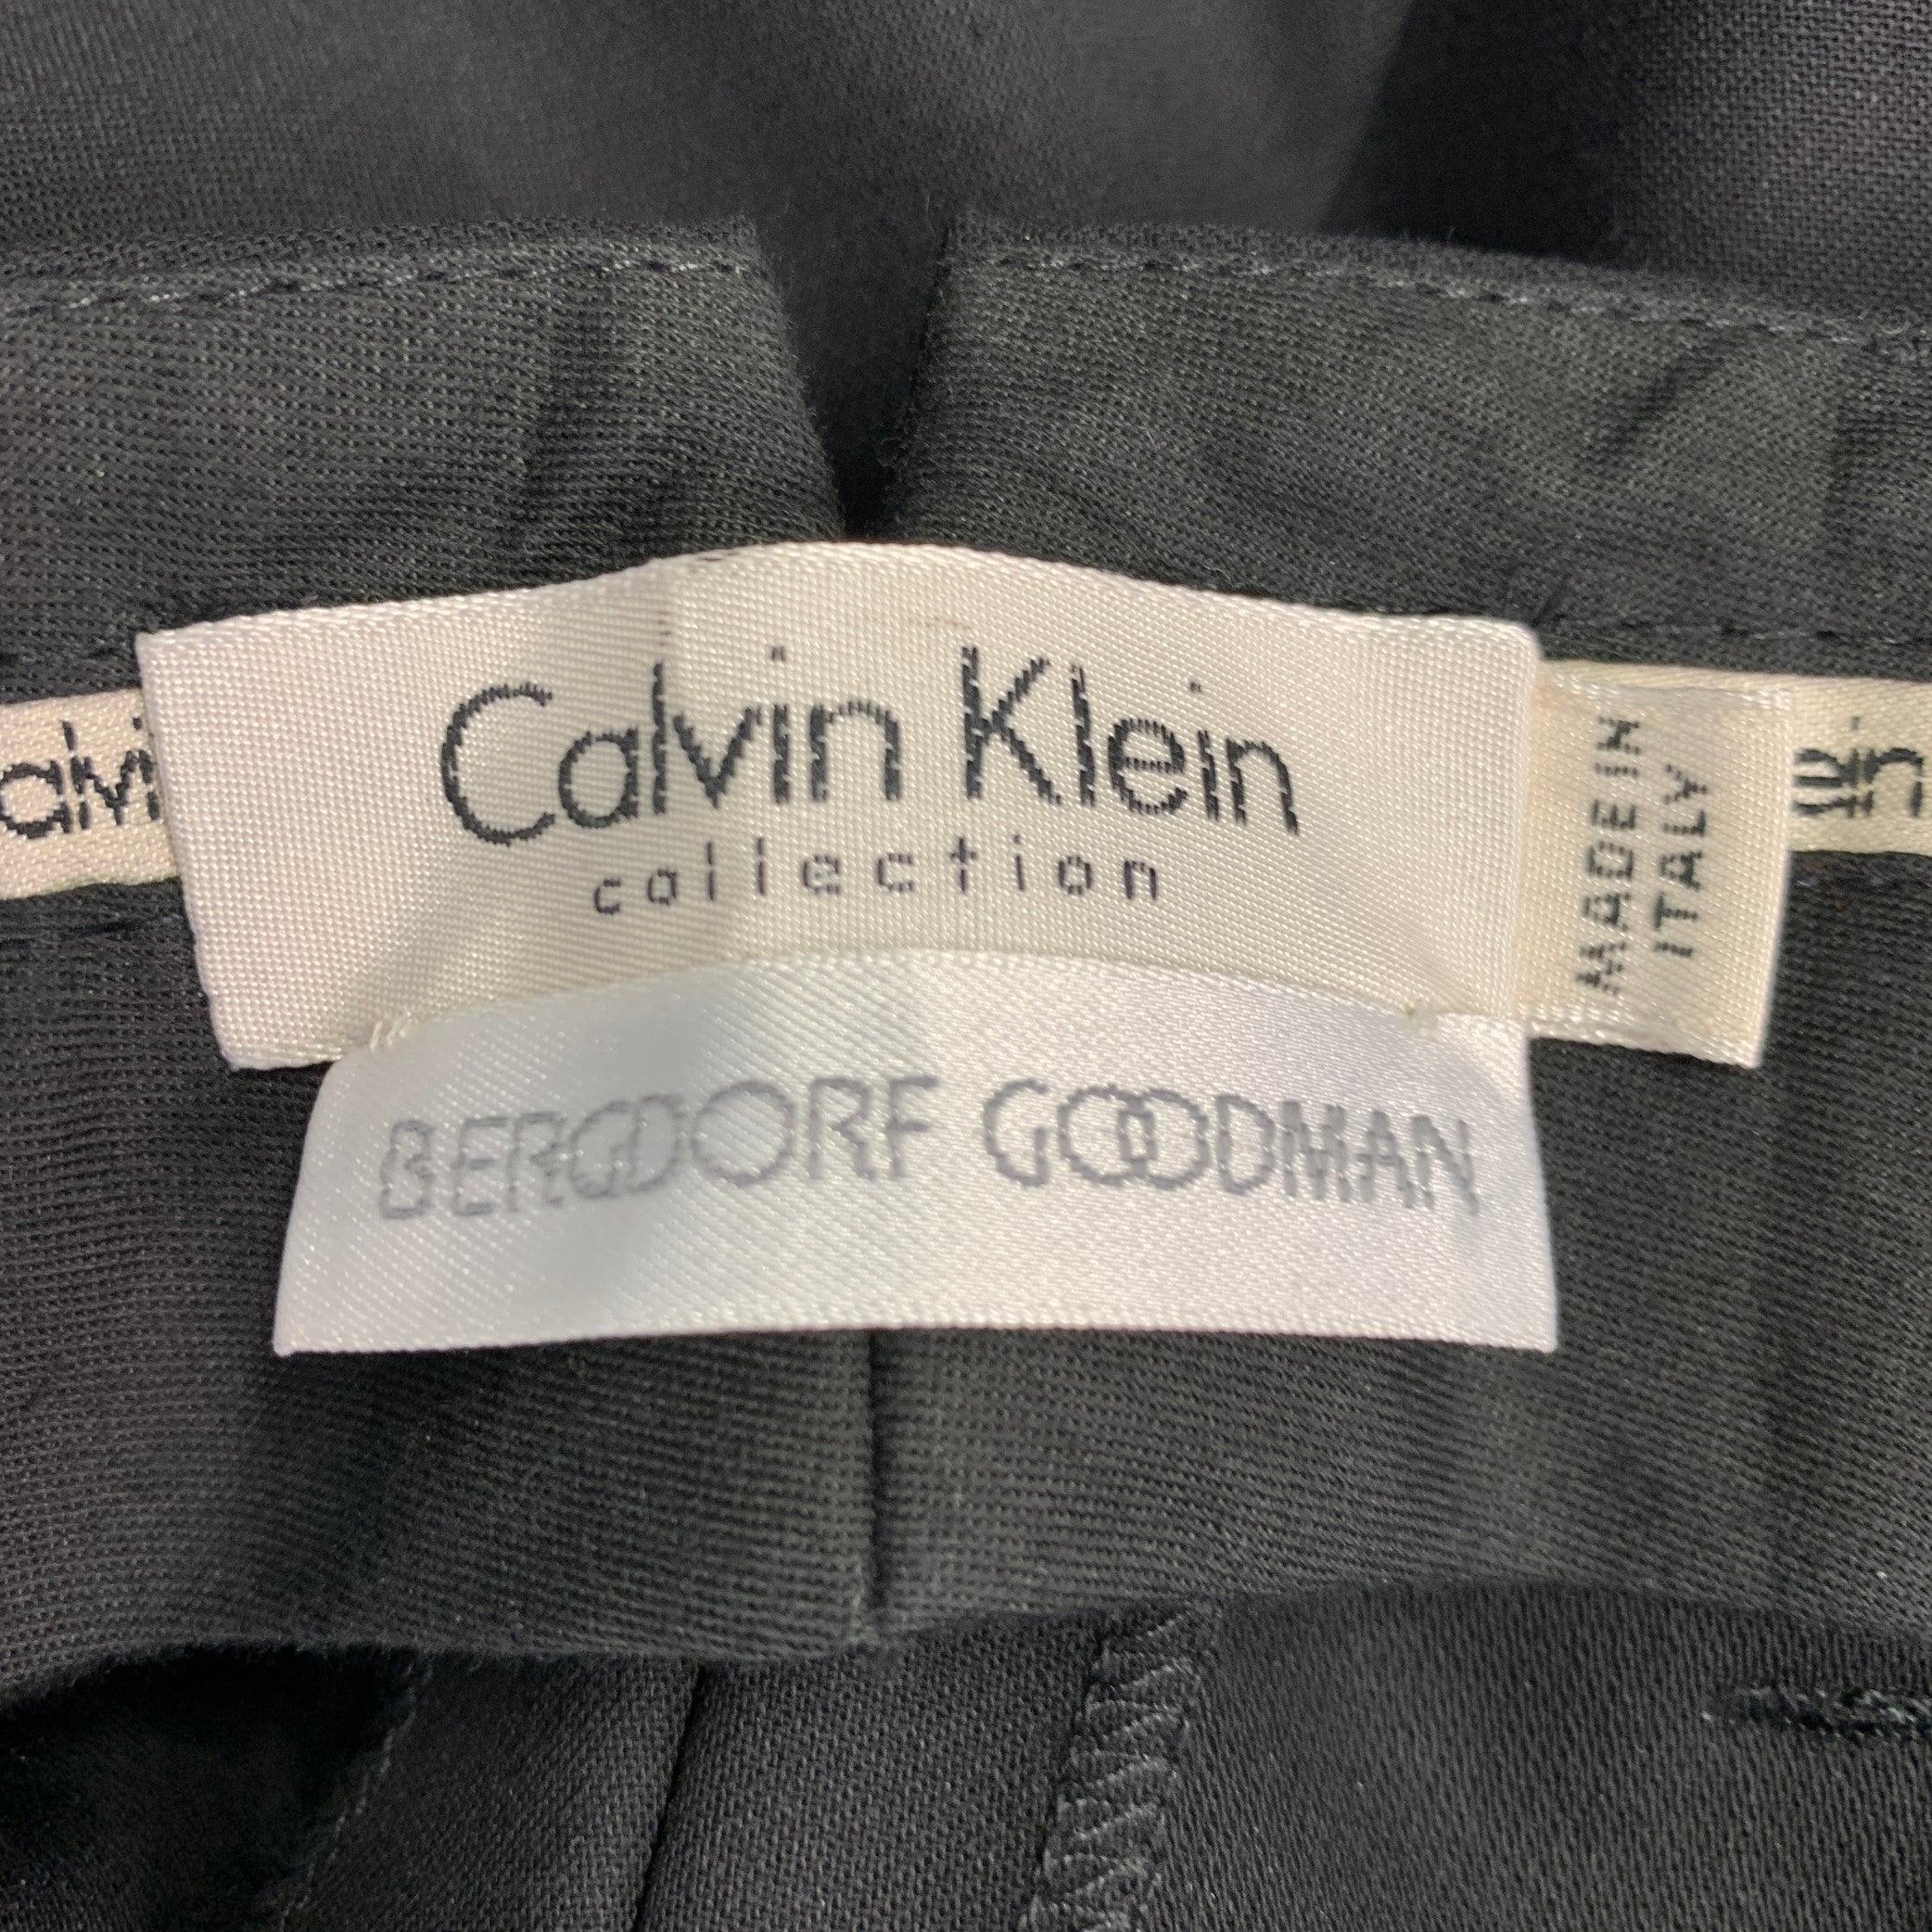 Calvin Klein
collection
MADE IN
ITALY
BERGDORF GOODMAN